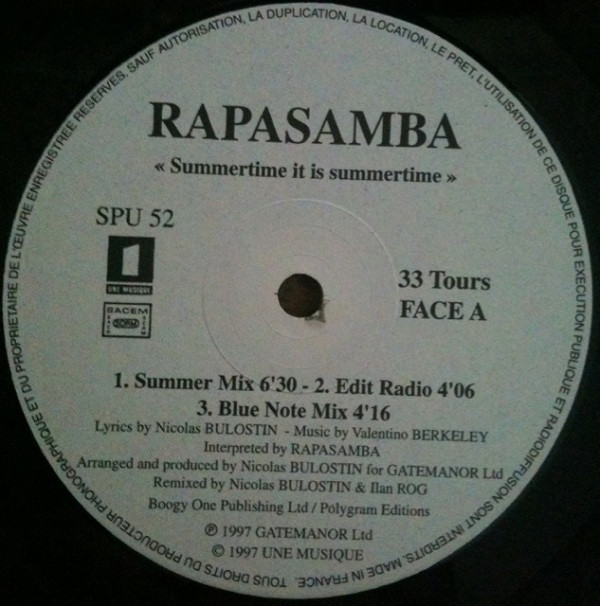 TOUS DROITS DU PRODUCTEUR PHONOGRAPHIQUE ET DU PROPRIETAIRE DE L'ŒUVRE ENREGISTREE RESERVES. SAUF AUTORISATION, LA DUPLICATION, LA LOCATION, LE PRET, L'UTILISATION DE CE DISQUE POUR EXECUTION PUBLIQUE ET RADIODIFFUSION SONT INTERDITS. MADE IN FRANCE.
RAPASAMBA
« Summertime it is summertime »
SPU 52
1
UNE MUSIQUE
SACEM
SDRM
SACD
SCAM
33 Tours
FACE A
1. Summer Mix 6'30 - 2. Edit Radio 4'06
3. Blue Note Mix 4'16
Lyrics by Nicolas BULOSTIN - Music by Valentino BERKELEY
Interpreted by RAPASAMBA
Arranged and produced by Nicolas BULOSTIN for GATEMANOR Ltd
Remixed by Nicolas BULOSTIN & Ilan ROG
Boogy One Publishing Ltd / Polygram Editions
℗ 1997 GATEMANOR Ltd
© 1997 UNE MUSIQUE